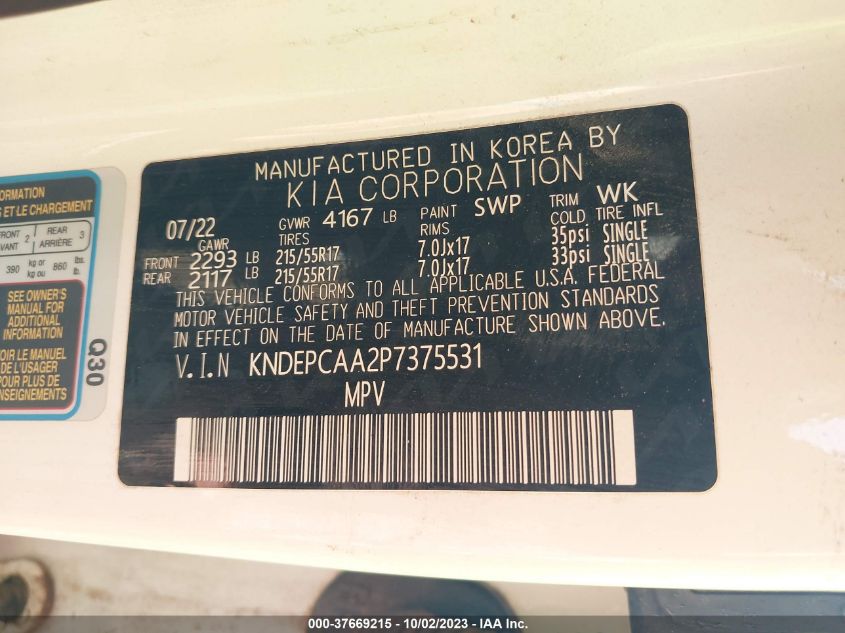 MANUFACTURED IN KOREA BY
KIA CORPORATION
07/22 GVWR 4167 LB PAINT SWP TRIM WK
GAWR TIRES RIMS COLD TIRE INFL
FRONT 2293 LB 215/55R17 7.0Jx17 35psi SINGLE
REAR 2117 LB 215/55R17 7.0Jx17 33psi SINGLE
THIS VEHICLE CONFORMS TO ALL APPLICABLE U.S.A. FEDERAL
MOTOR VEHICLE SAFETY AND THEFT PREVENTION STANDARDS
IN EFFECT ON THE DATE OF MANUFACTURE SHOWN ABOVE.
V.I.N KNDEPCAA2P7375531
MPV
ET LE CHARGEMENT
2 REAR 3
ARRIÈRE
390 kg or kg ou 860 lbs. lb.
SEE OWNER'S
MANUAL FOR
ADDITIONAL
INFORMATION
LE MANUEL
DE L'USAGER
POUR PLUS DE
Q30
000-37669215 - 10/02/2023 - IAA Inc.